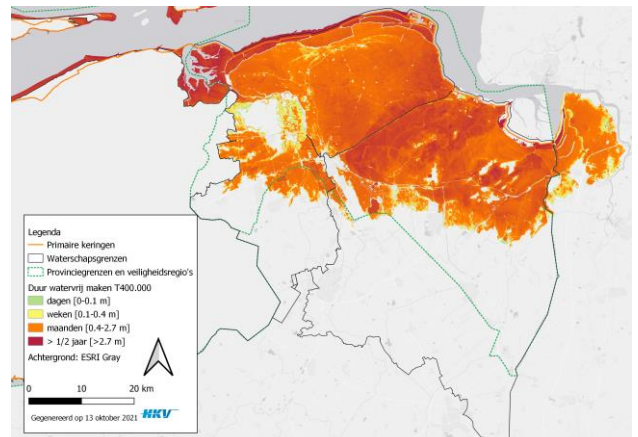 Legenda
Primaire keringen
Waterschapsgrenzen
Provinciegrenzen en veiligheidsregio's
Duur watervrij maken T400.000
dagen [0-0.1 m]
weken [0.1-0.4 m]
maanden [0.4-2.7 m]
> 1/2 jaar [>2.7 m]
Achtergrond: ESRI Gray
0 10 20 km
Gegenereerd op 13 oktober 2021 HKV